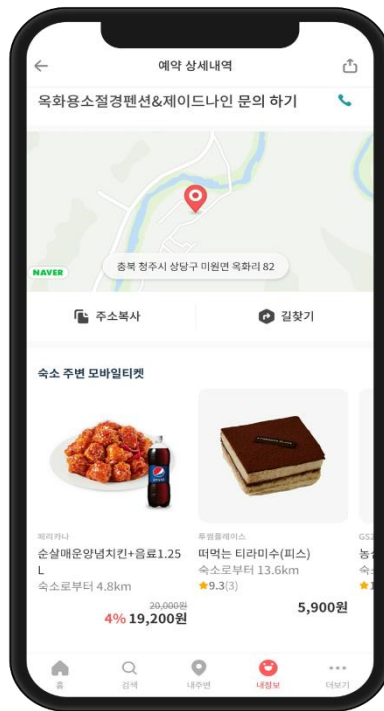 예약 상세내역
옥화용소절경펜션&제이드나인 문의 하기
NAVER
충북 청주시 상당구 미원면 옥화리 82
주소복사
길찾기
숙소 주변 모바일티켓
페리카나
순살매운양념치킨+음료1.25
L
숙소로부터 4.8km
20,000원
4% 19,200원
투썸플레이스
떠먹는 티라미수(피스)
숙소로부터 13.6km
★9.3(3)
5,900원
GS2
홈
검색
내주변
내정보
더보기